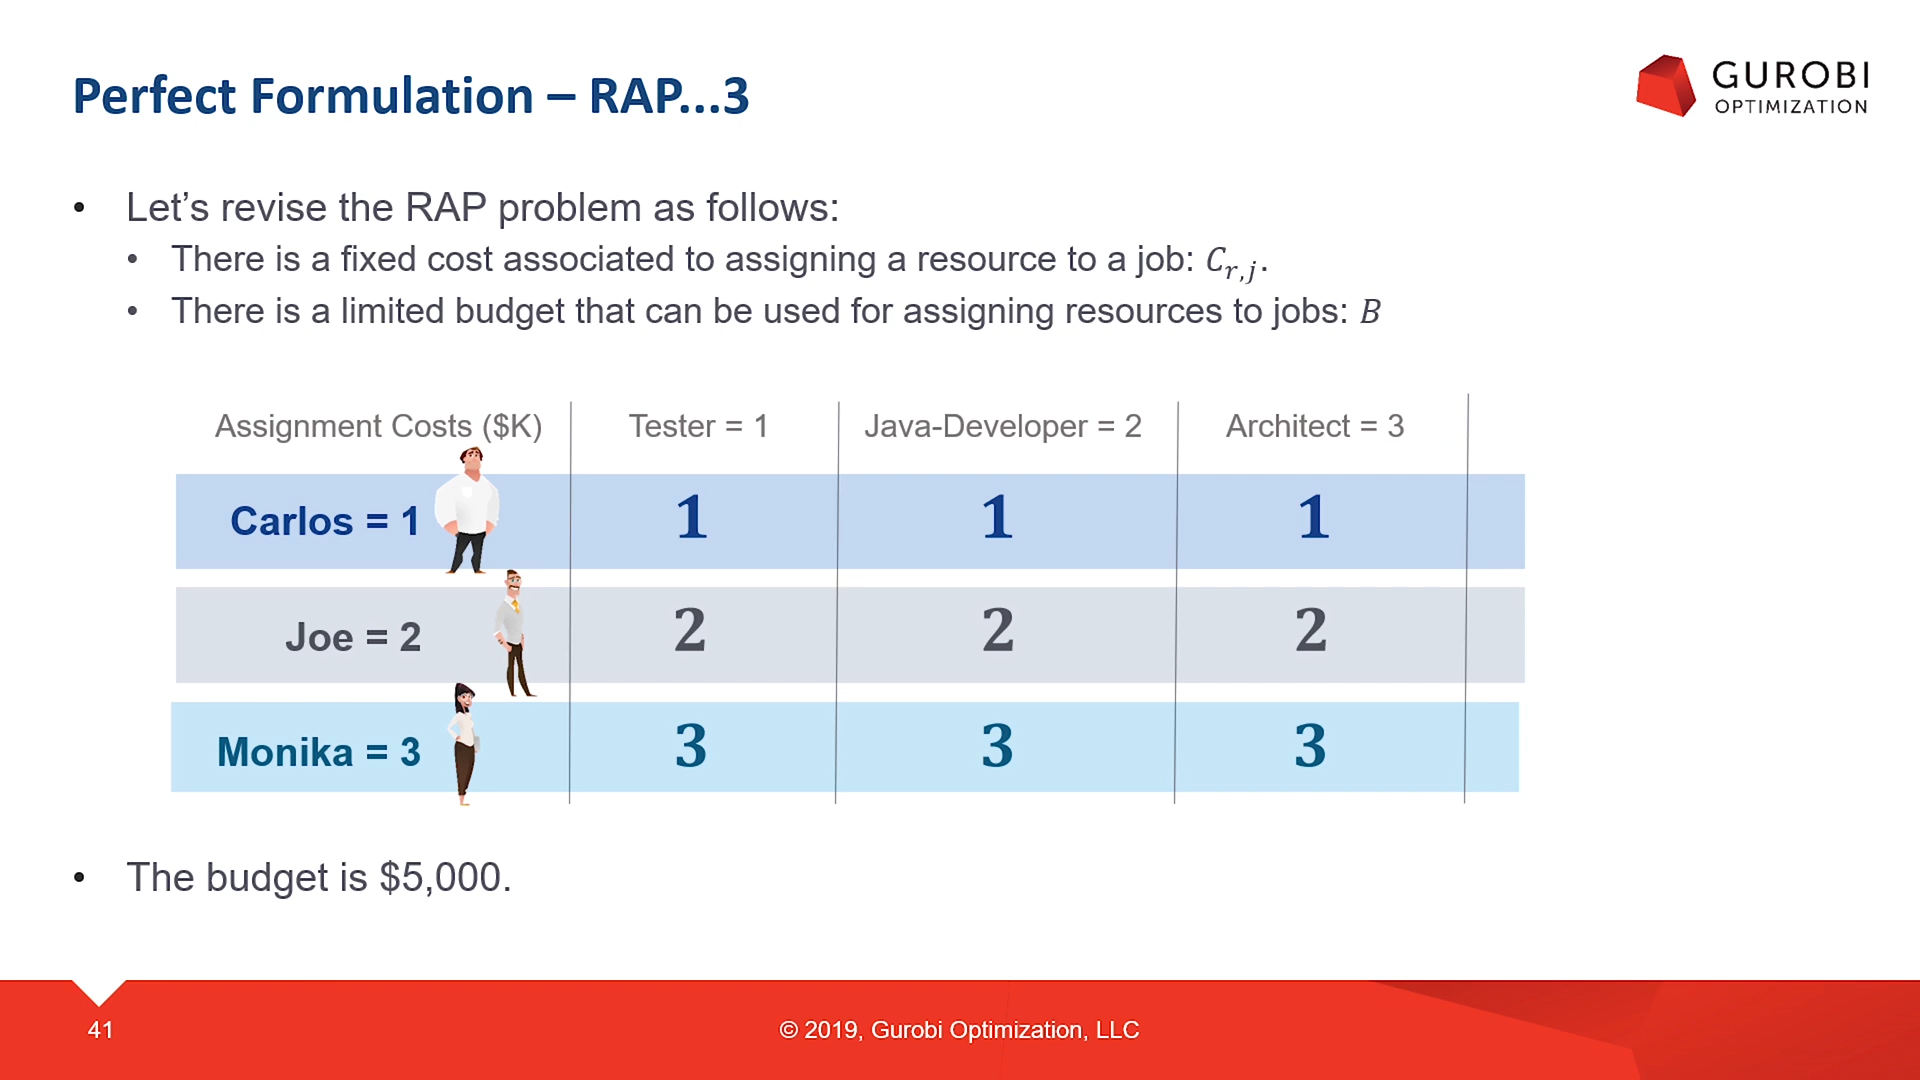 Perfect Formulation – RAP...3
GUROBI
OPTIMIZATION
• Let’s revise the RAP problem as follows:
• There is a fixed cost associated to assigning a resource to a job: C_{r,j}.
• There is a limited budget that can be used for assigning resources to jobs: B
Assignment Costs ($K) Tester = 1 Java-Developer = 2 Architect = 3
Carlos = 1 1 1 1
Joe = 2 2 2 2
Monika = 3 3 3 3
• The budget is $5,000.
41 © 2019, Gurobi Optimization, LLC